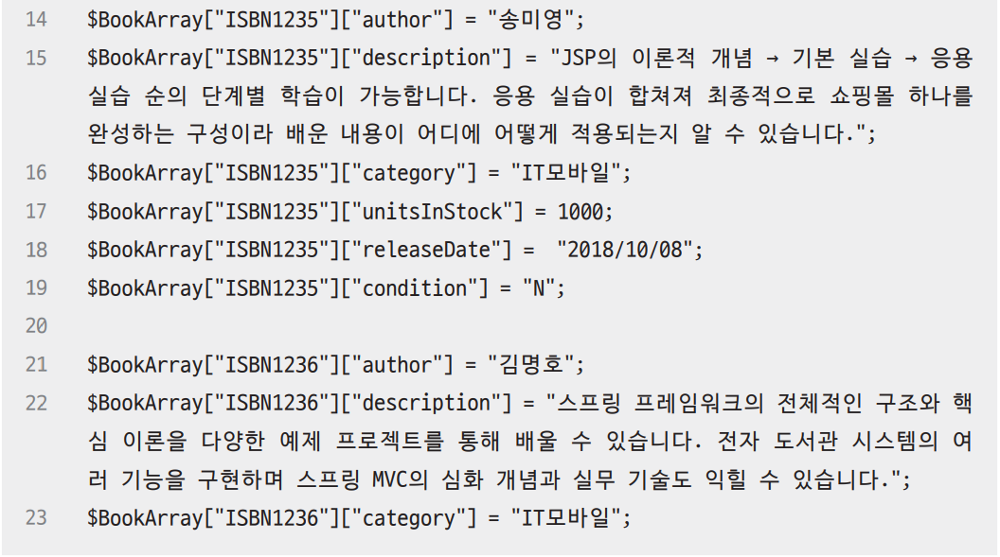 14 $BookArray["ISBN1235"]["author"] = "송미영";
15 $BookArray["ISBN1235"]["description"] = "JSP의 이론적 개념 → 기본 실습 → 응용
실습 순의 단계별 학습이 가능합니다. 응용 실습이 합쳐져 최종적으로 쇼핑몰 하나를
완성하는 구성이라 배운 내용이 어디에 어떻게 적용되는지 알 수 있습니다.";
16 $BookArray["ISBN1235"]["category"] = "IT모바일";
17 $BookArray["ISBN1235"]["unitsInStock"] = 1000;
18 $BookArray["ISBN1235"]["releaseDate"] =  "2018/10/08";
19 $BookArray["ISBN1235"]["condition"] = "N";
20
21 $BookArray["ISBN1236"]["author"] = "김명호";
22 $BookArray["ISBN1236"]["description"] = "스프링 프레임워크의 전체적인 구조와 핵
심 이론을 다양한 예제 프로젝트를 통해 배울 수 있습니다. 전자 도서관 시스템의 여
러 기능을 구현하며 스프링 MVC의 심화 개념과 실무 기술도 익힐 수 있습니다.";
23 $BookArray["ISBN1236"]["category"] = "IT모바일";